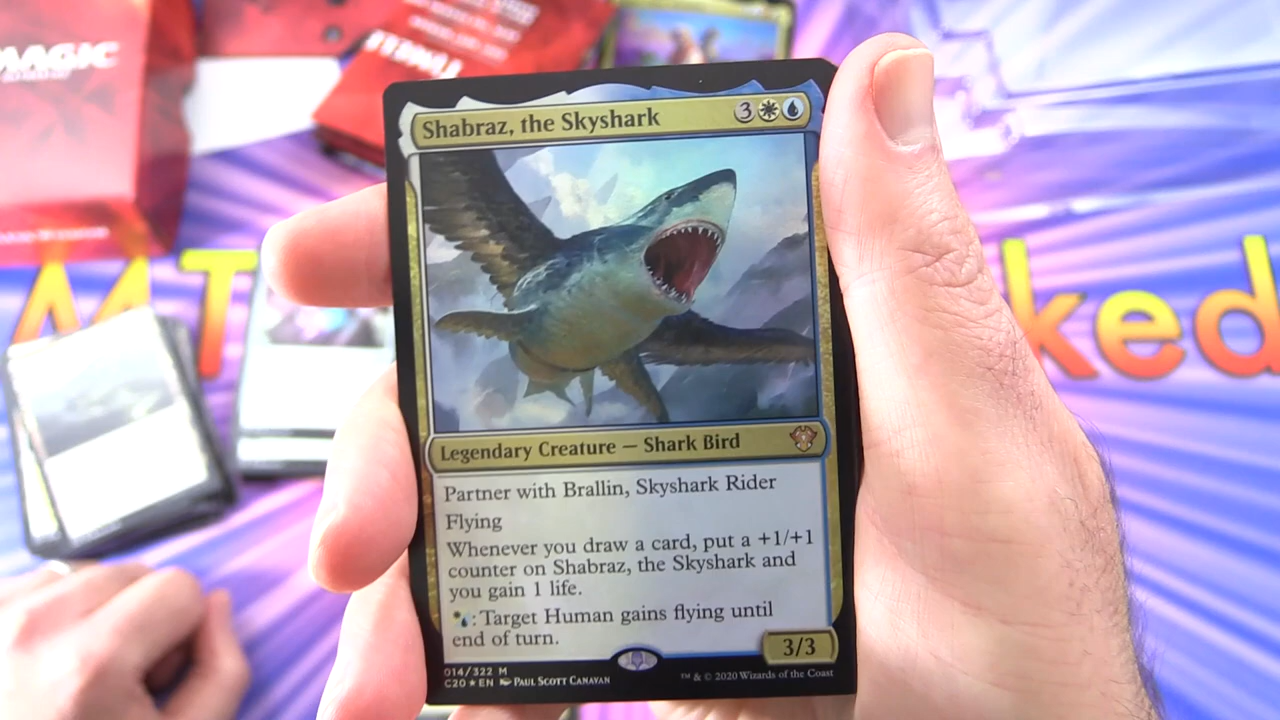 MAGIC
Shabraz, the Skyshark
3
MT
ked
Legendary Creature — Shark Bird
Partner with Brallin, Skyshark Rider
Flying
Whenever you draw a card, put a +1/+1
counter on Shabraz, the Skyshark and
you gain 1 life.
: Target Human gains flying until
end of turn.
3/3
014/322 M
C20 ★ EN Paul Scott Canavan
™ & © 2020 Wizards of the Coast